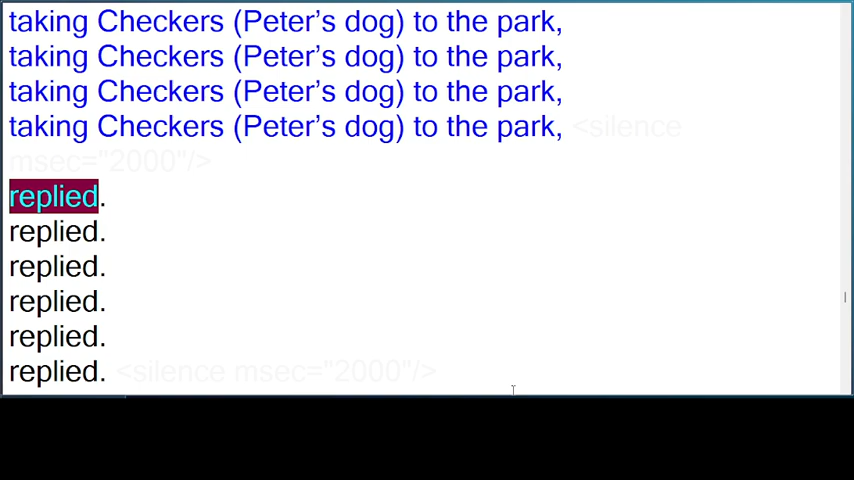 taking Checkers (Peter’s dog) to the park,
taking Checkers (Peter’s dog) to the park,
taking Checkers (Peter’s dog) to the park,
taking Checkers (Peter’s dog) to the park, <silence
msec="2000"/>
replied.
replied.
replied.
replied.
replied.
replied. <silence msec="2000"/>